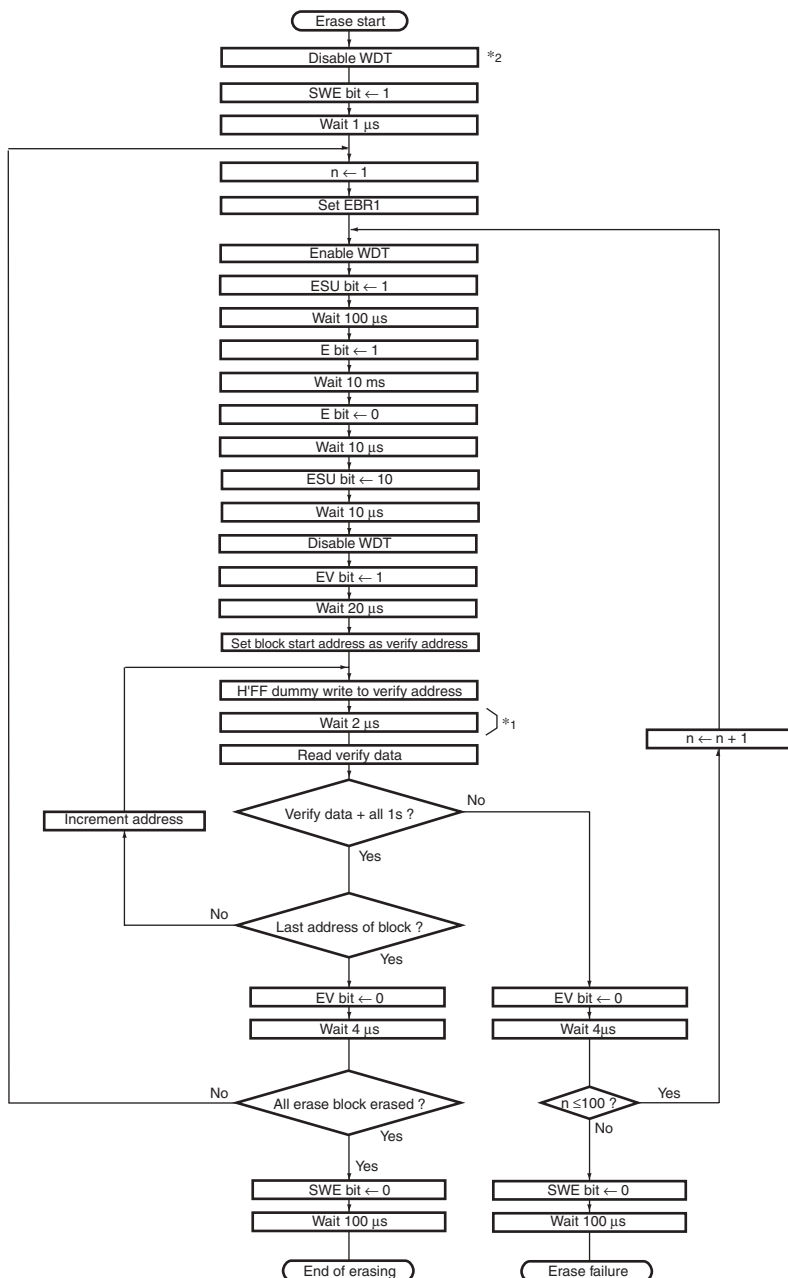 Erase start
Disable WDT
*2
SWE bit ← 1
Wait 1 μs
n ← 1
Set EBR1
Enable WDT
ESU bit ← 1
Wait 100 μs
E bit ← 1
Wait 10 ms
E bit ← 0
Wait 10 μs
ESU bit ← 10
Wait 10 μs
Disable WDT
EV bit ← 1
Wait 20 μs
Set block start address as verify address
H'FF dummy write to verify address
Wait 2 μs
*1
n ← n + 1
Read verify data
Verify data + all 1s ?
No
Increment address
Yes
No
Last address of block ?
Yes
EV bit ← 0
EV bit ← 0
Wait 4 μs
Wait 4μs
No
All erase block erased ?
n ≤100 ?
Yes
Yes
No
Yes
SWE bit ← 0
SWE bit ← 0
Wait 100 μs
Wait 100 μs
End of erasing
Erase failure